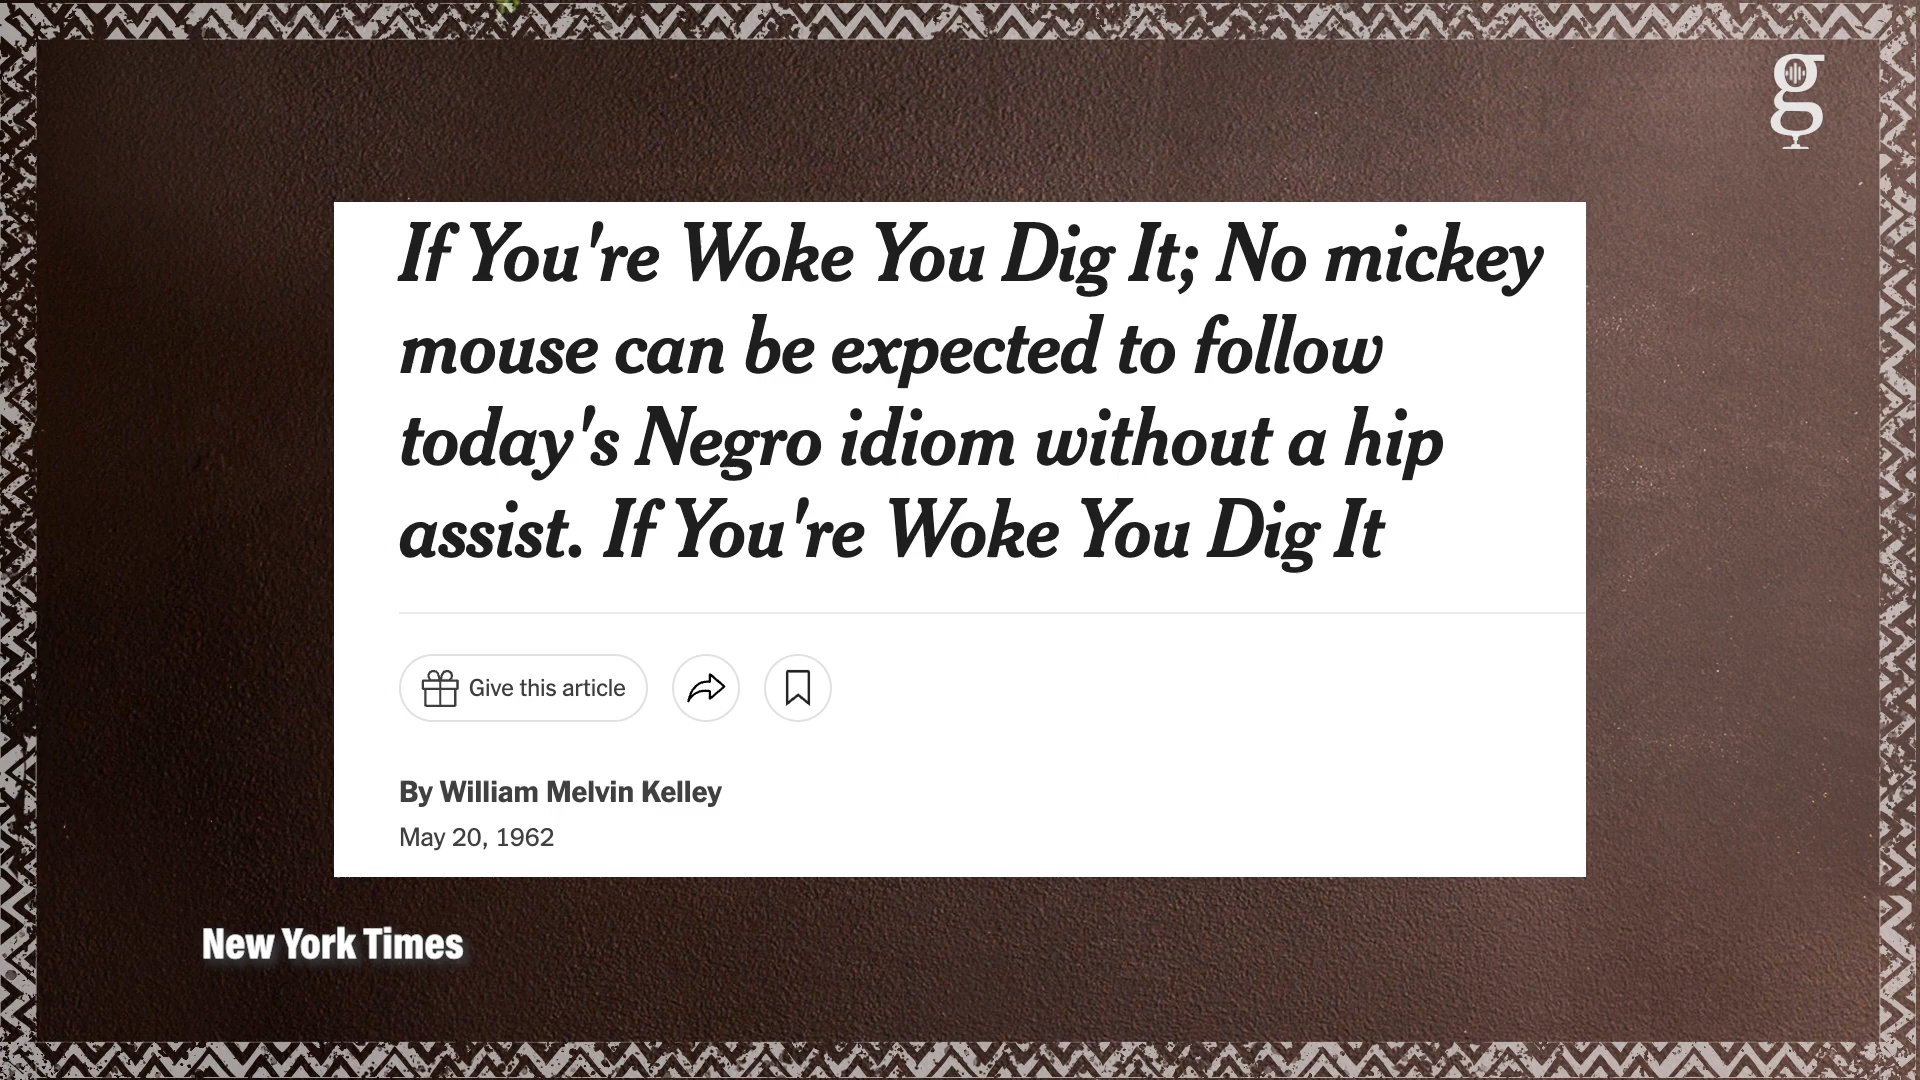 g
If You're Woke You Dig It; No mickey
mouse can be expected to follow
today's Negro idiom without a hip
assist. If You're Woke You Dig It
Give this article
By William Melvin Kelley
May 20, 1962
New York Times